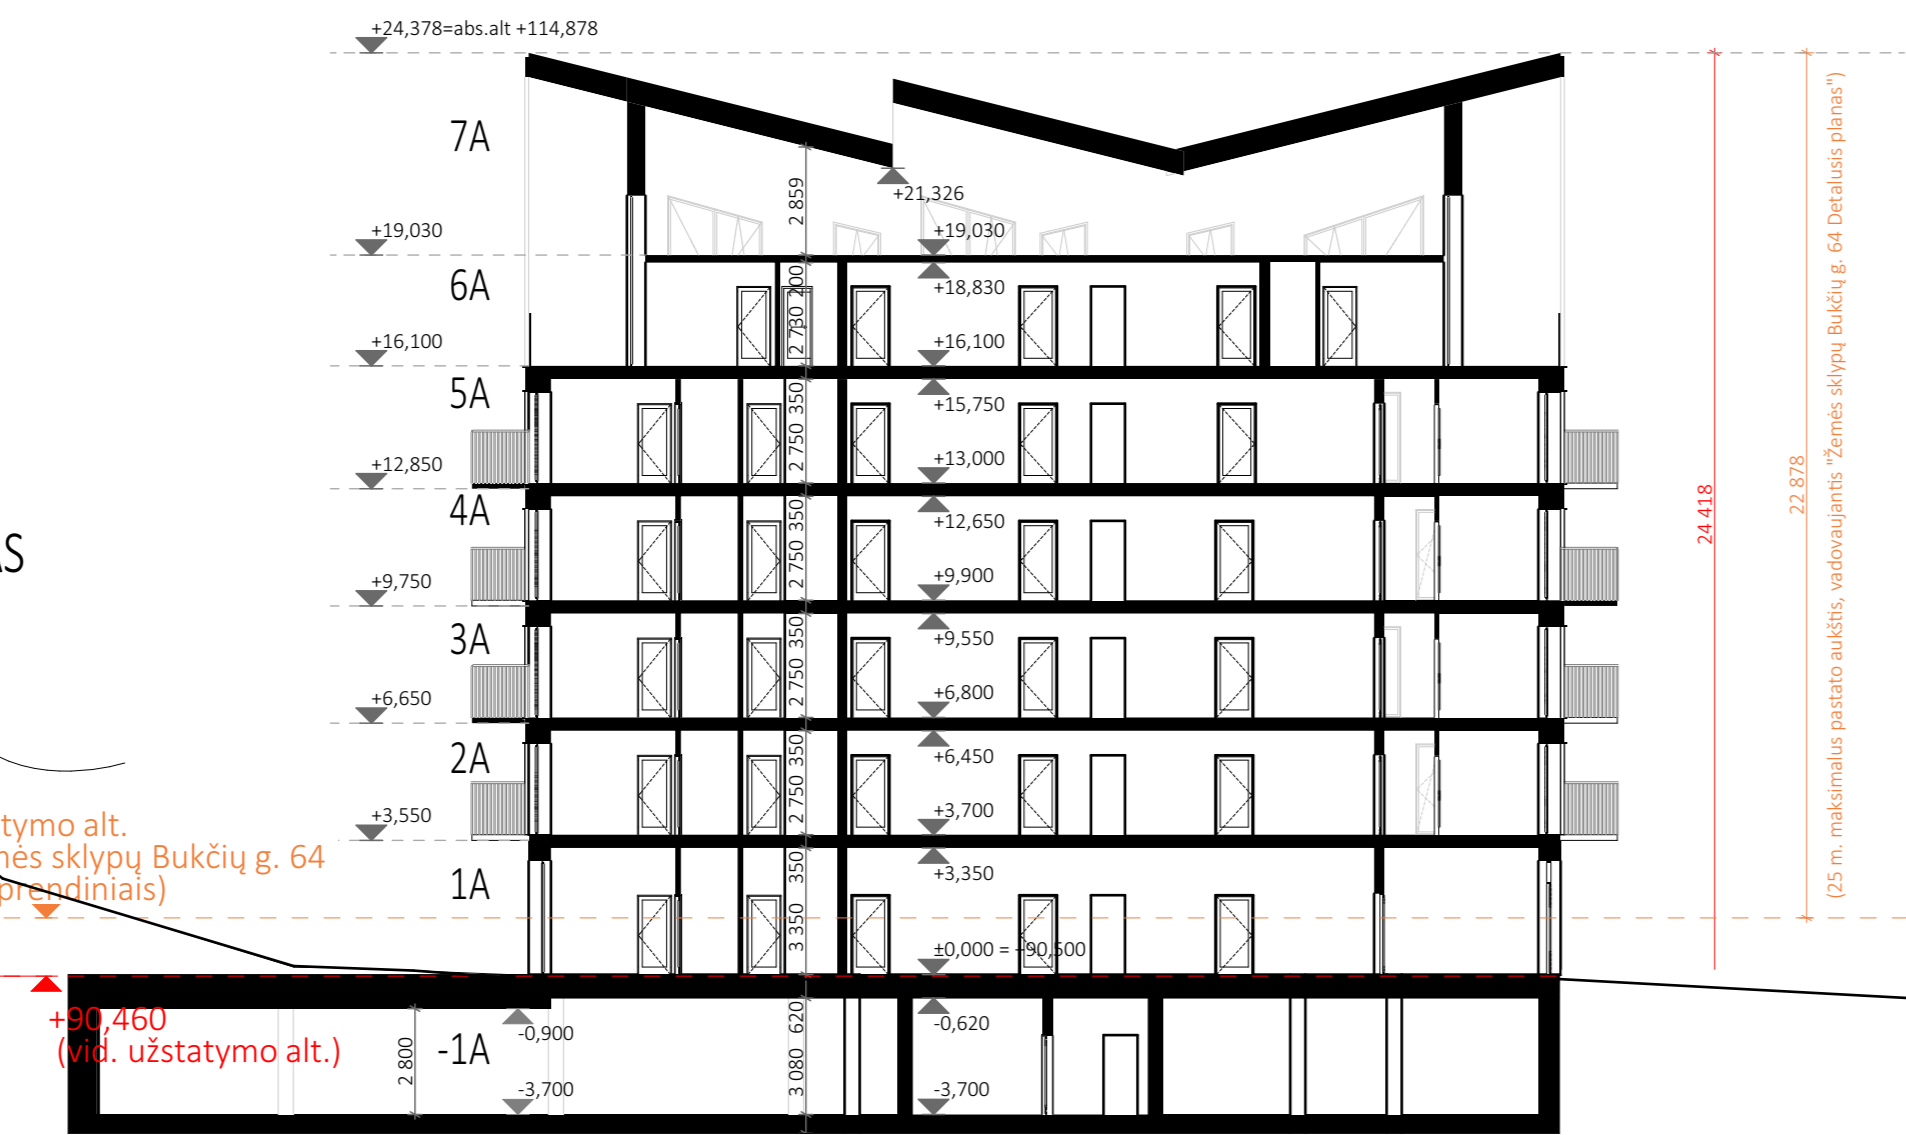 +24,378=abs.alt +114,878
7A
2 859
+21,326
+19,030
+19,030
6A
200
+18,830
2 730
+16,100
+16,100
5A
350
+15,750
2 750
+12,850
+13,000
4A
350
+12,650
2 750
+9,750
+9,900
3A
350
+9,550
2 750
+6,650
+6,800
2A
350
+6,450
2 750
+3,550
+3,700
1A
350
+3,350
3 350
±0,000 = +90,500
620
-0,620
-0,900
-1A
2 800
3 080
-3,700
-3,700
AS
tymo alt.
nės sklypų Bukčių g. 64
prendiniais)
+90,460
(vid. užstatymo alt.)
24 418
22 878
(25 m. maksimalus pastato aukštis, vadovaujantis "Žemės sklypų Bukčių g. 64 Detalusis planas")